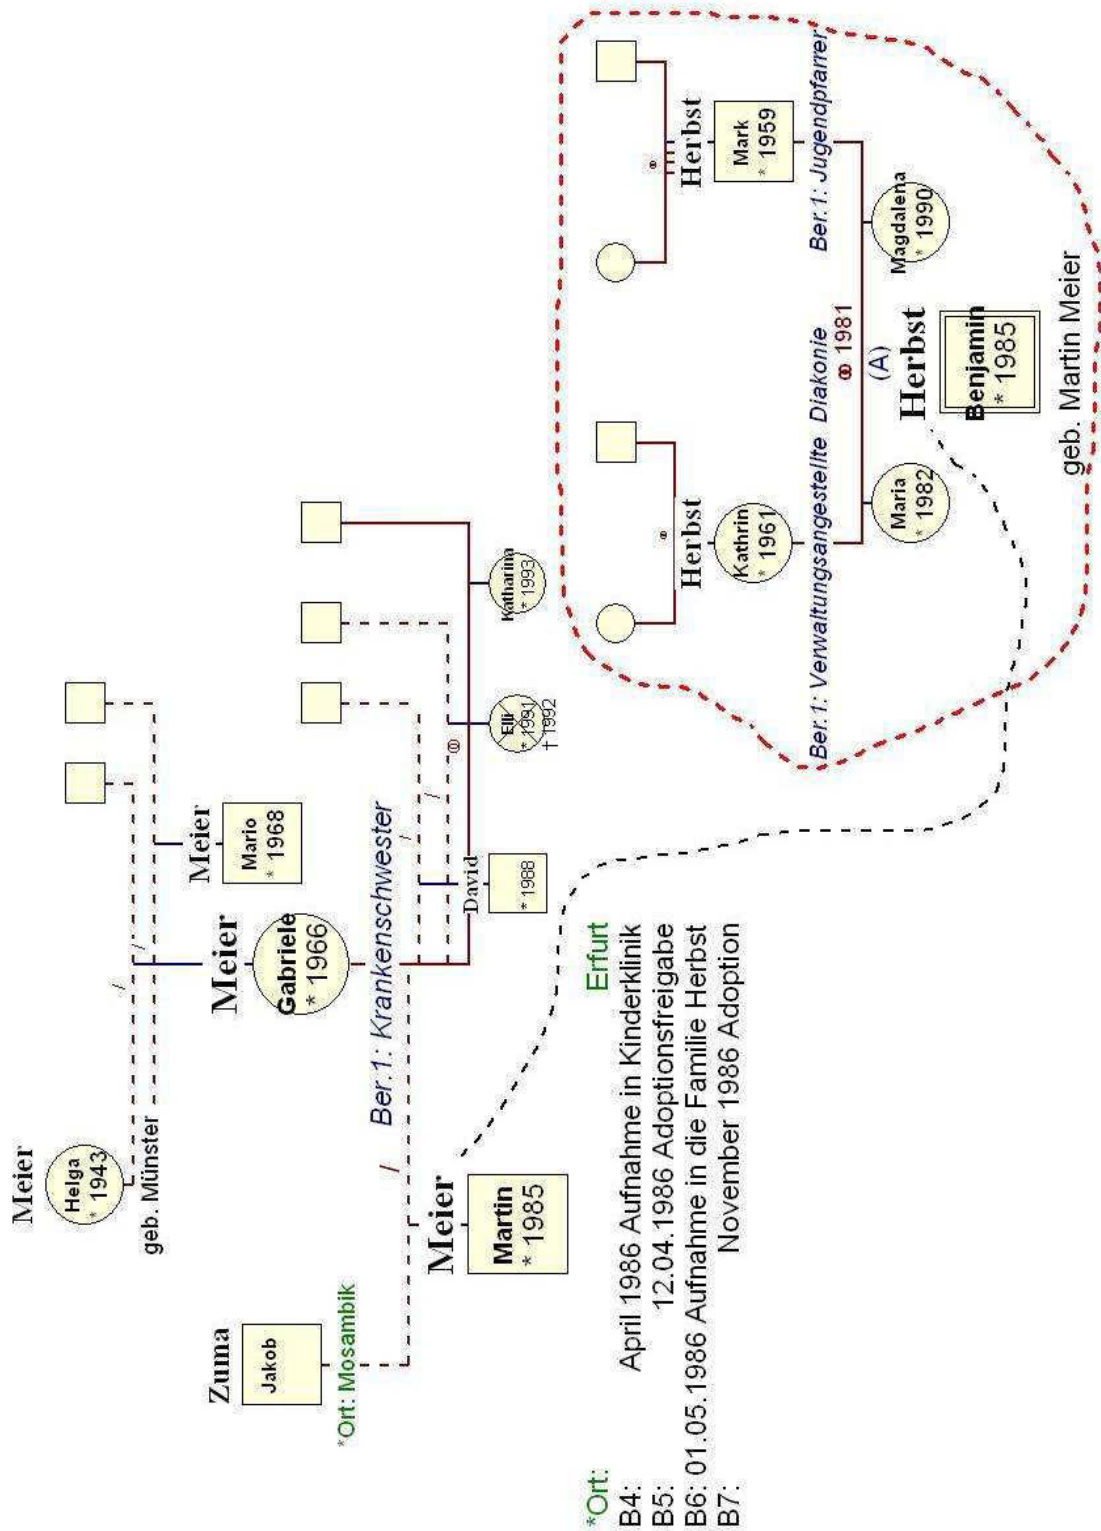 Meier
Helga
* 1943
geb. Münster
Zuma
Jakob
*Ort: Mosambik
Meier
Gabriele
* 1966
Ber.1: Krankenschwester
Meier
Mario
* 1968
Meier
Martin
* 1985
David
* 1988
Elli
* 1991
† 1992
Katharina
* 1993
*Ort: Erfurt
B4: April 1986 Aufnahme in Kinderklinik
B5: 12.04.1986 Adoptionsfreigabe
B6: 01.05.1986 Aufnahme in die Familie Herbst
B7: November 1986 Adoption
Herbst
Kathrin
* 1961
Ber.1: Verwaltungsangestellte Diakonie
Herbst
Mark
* 1959
Ber.1: Jugendpfarrer
⚭ 1981
(A)
Maria
* 1982
Herbst
Benjamin
* 1985
geb. Martin Meier
Magdalena
* 1990